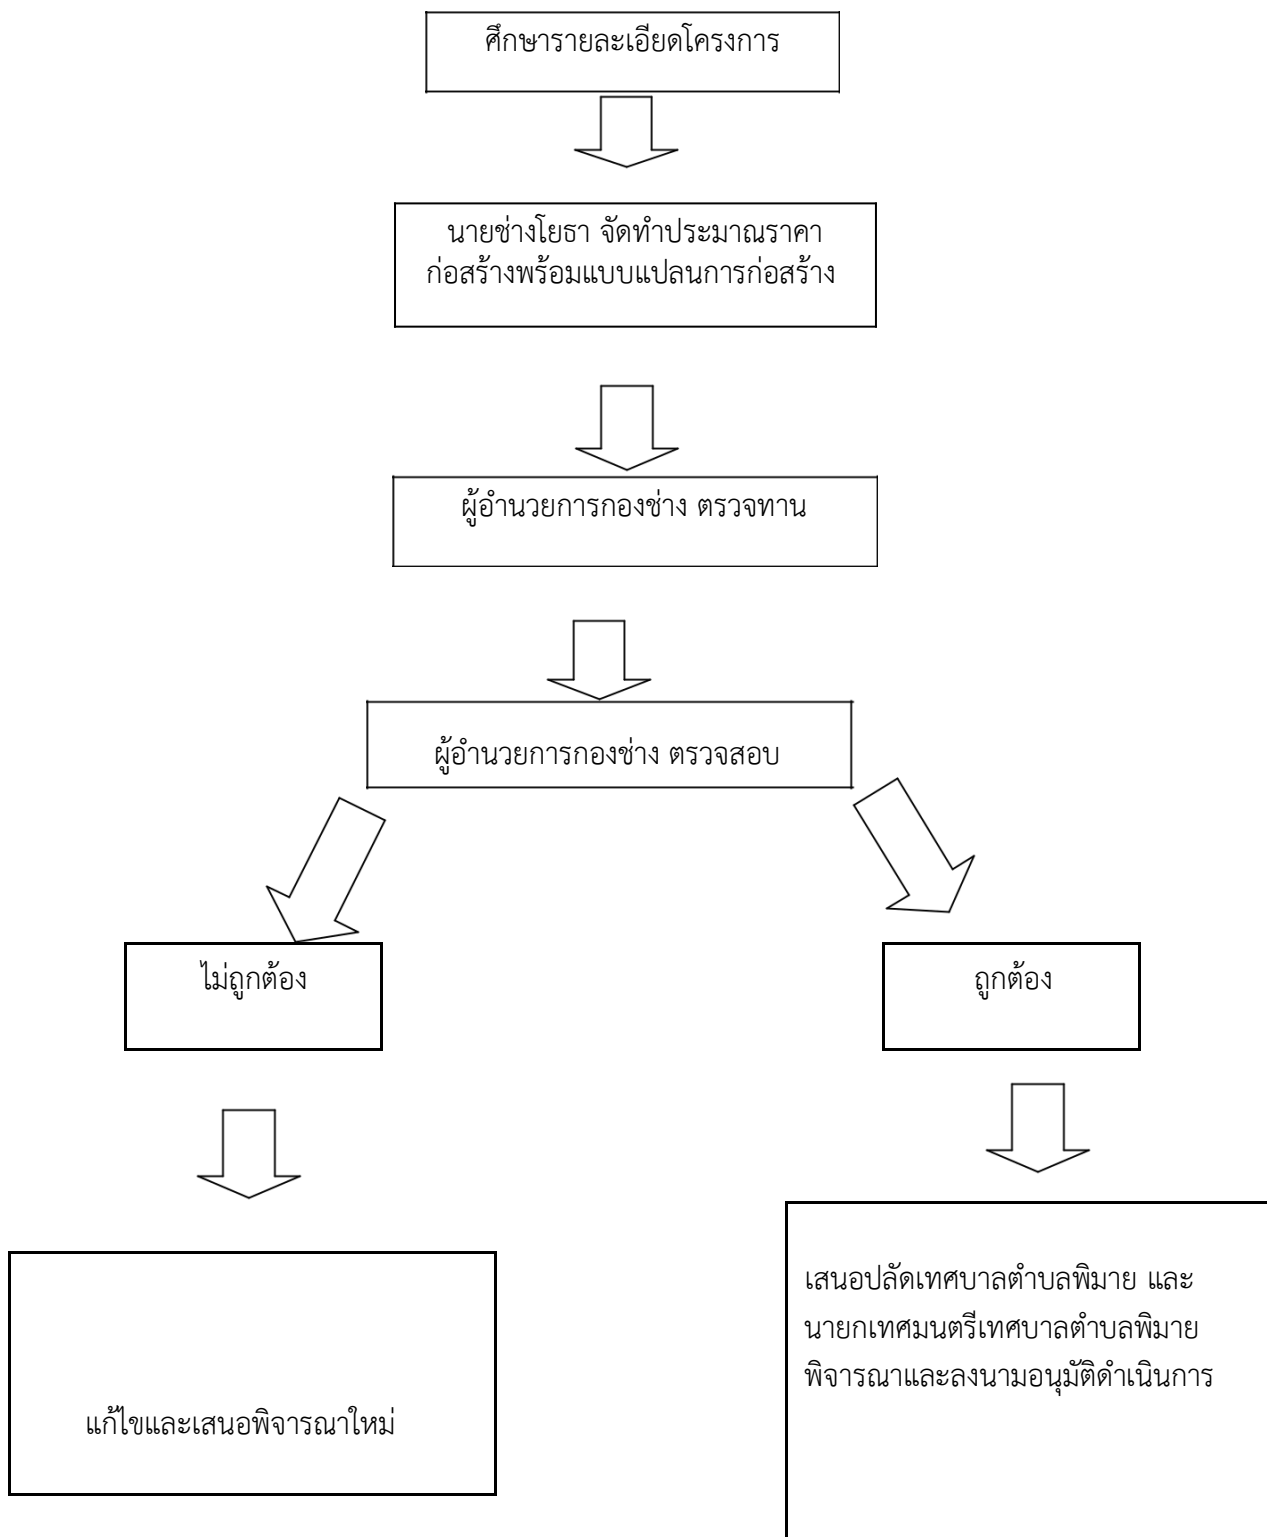 ศึกษารายละเอียดโครงการ
นายช่างโยธา จัดทำประมาณราคา
ก่อสร้างพร้อมแบบแปลนการก่อสร้าง
ผู้อำนวยการกองช่าง ตรวจทาน
ผู้อำนวยการกองช่าง ตรวจสอบ
ไม่ถูกต้อง
ถูกต้อง
แก้ไขและเสนอพิจารณาใหม่
เสนอปลัดเทศบาลตำบลพิมาย และ
นายกเทศมนตรีเทศบาลตำบลพิมาย
พิจารณาและลงนามอนุมัติดำเนินการ